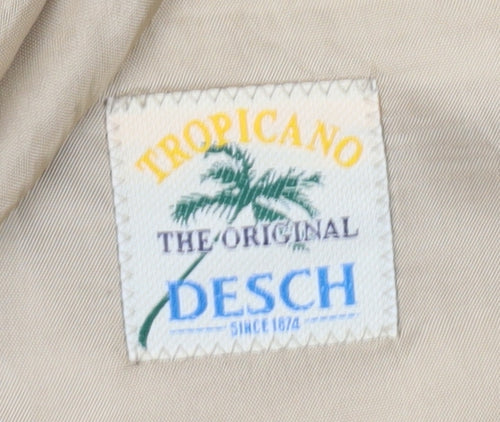 TROPICANO
THE ORIGINAL
DESCH
SINCE 1874